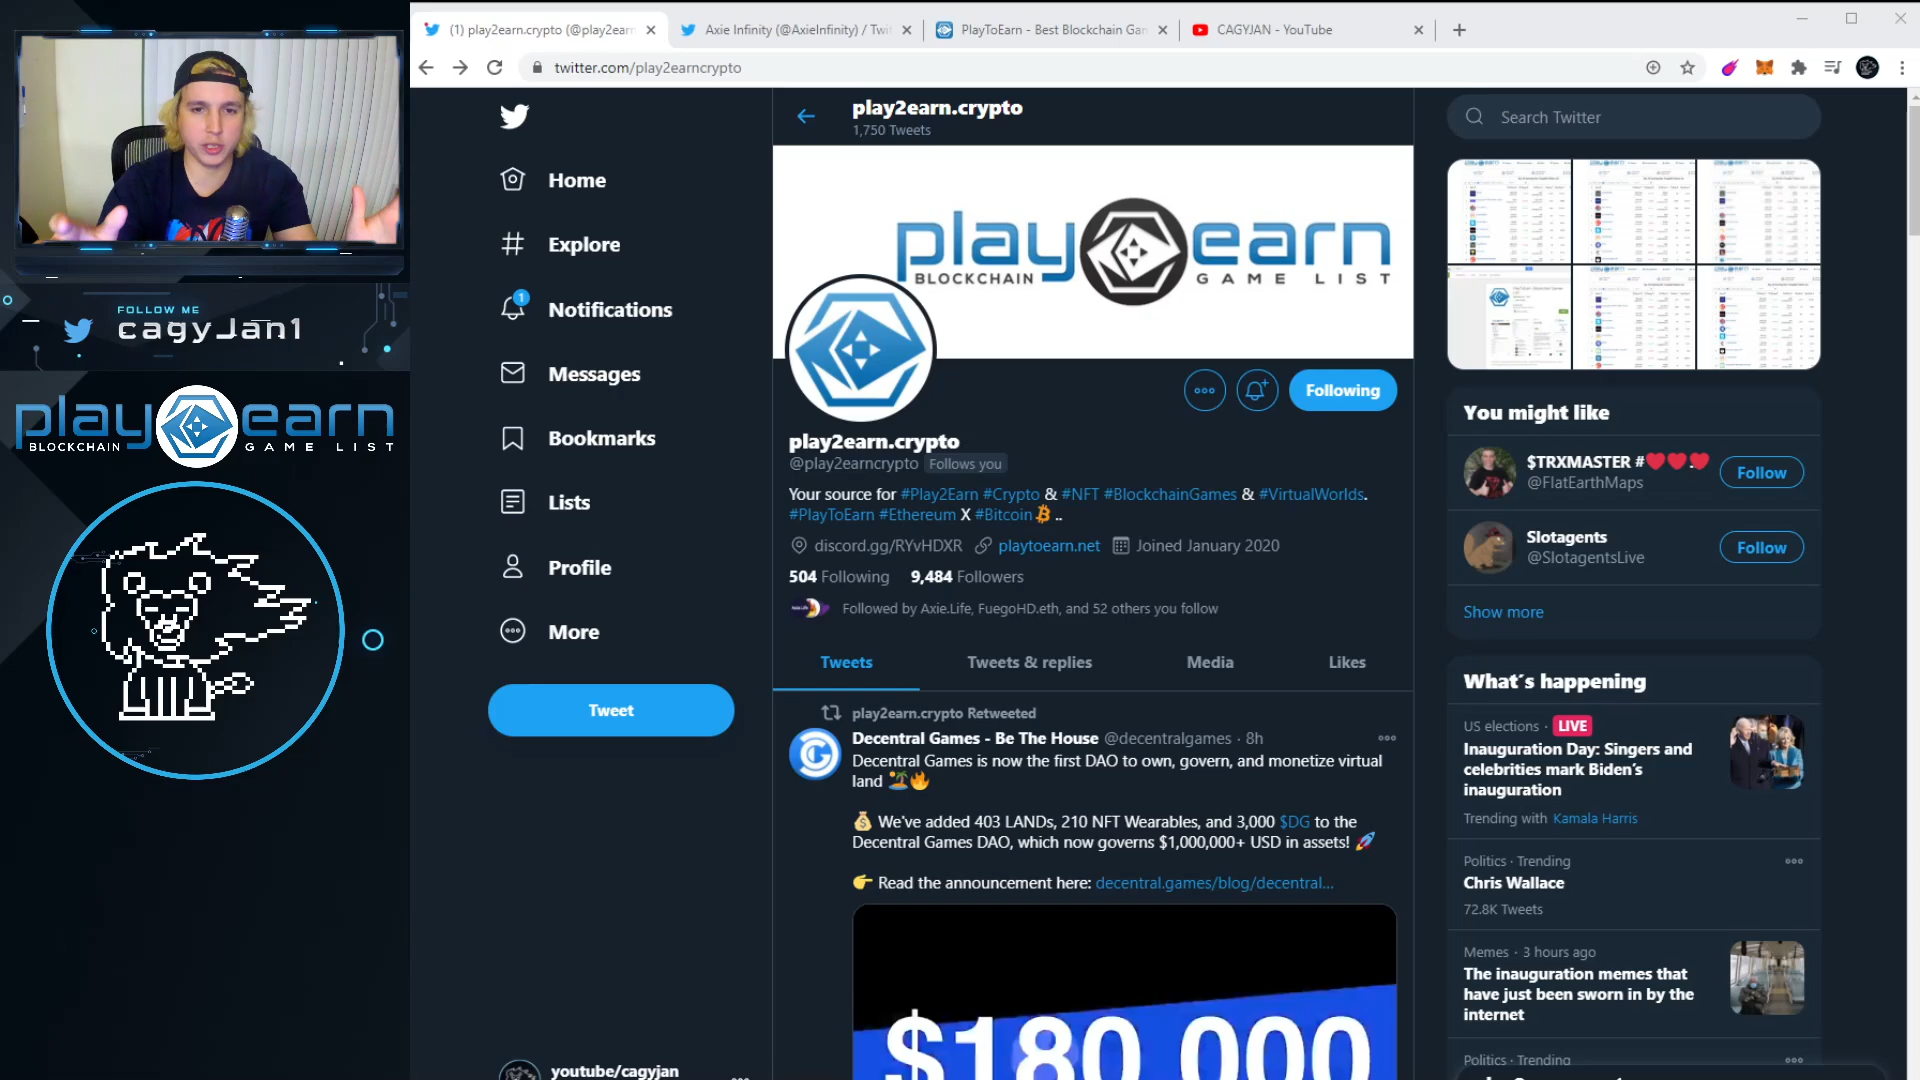 (1) play2earn.crypto (@play2earn
Axie Infinity (@AxieInfinity) / Twit
PlayToEarn - Best Blockchain Gam
CAGYJAN - YouTube
twitter.com/play2earncrypto
FOLLOW ME
cagyJan1
play earn
BLOCKCHAIN GAME LIST
Home
Explore
1
Notifications
Messages
Bookmarks
Lists
Profile
More
Tweet
youtube/cagyjan
play2earn.crypto
1,750 Tweets
play earn
BLOCKCHAIN GAME LIST
Following
play2earn.crypto
@play2earncrypto Follows you
Your source for #Play2Earn #Crypto & #NFT #BlockchainGames & #VirtualWorlds.
#PlayToEarn #Ethereum X #Bitcoin ..
discord.gg/RYvHDXR playtoearn.net Joined January 2020
504 Following 9,484 Followers
Followed by Axie.Life, FuegoHD.eth, and 52 others you follow
Tweets Tweets & replies Media Likes
play2earn.crypto Retweeted
Decentral Games - Be The House @decentralgames · 8h
Decentral Games is now the first DAO to own, govern, and monetize virtual
land 🏝️🔥
💰 We've added 403 LANDs, 210 NFT Wearables, and 3,000 $DG to the
Decentral Games DAO, which now governs $1,000,000+ USD in assets! 🚀
👉 Read the announcement here: decentral.games/blog/decentral...
$180,000
Search Twitter
You might like
$TRXMASTER #❤️❤️.❤️
@FlatEarthMaps
Follow
Slotagents
@SlotagentsLive
Follow
Show more
What´s happening
US elections · LIVE
Inauguration Day: Singers and
celebrities mark Biden's
inauguration
Trending with Kamala Harris
Politics · Trending
Chris Wallace
72.8K Tweets
Memes · 3 hours ago
The inauguration memes that
have just been sworn in by the
internet
Politics · Trending